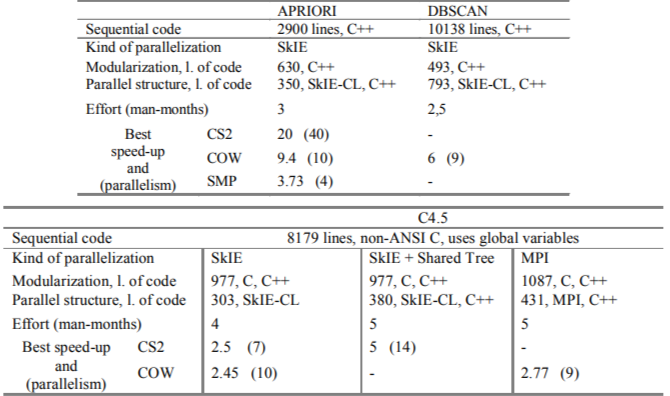 APRIORI DBSCAN
Sequential code 2900 lines, C++ 10138 lines, C++
Kind of parallelization SkIE SkIE
Modularization, l. of code 630, C++ 493, C++
Parallel structure, l. of code 350, SkIE-CL, C++ 793, SkIE-CL, C++
Effort (man-months) 3 2,5
Best CS2 20 (40) -
speed-up
and COW 9.4 (10) 6 (9)
(parallelism) SMP 3.73 (4) -
C4.5
Sequential code 8179 lines, non-ANSI C, uses global variables
Kind of parallelization SkIE SkIE + Shared Tree MPI
Modularization, l. of code 977, C, C++ 977, C, C++ 1087, C, C++
Parallel structure, l. of code 303, SkIE-CL 380, SkIE-CL, C++ 431, MPI, C++
Effort (man-months) 4 5 5
Best speed-up CS2 2.5 (7) 5 (14) -
and COW 2.45 (10) - 2.77 (9)
(parallelism)